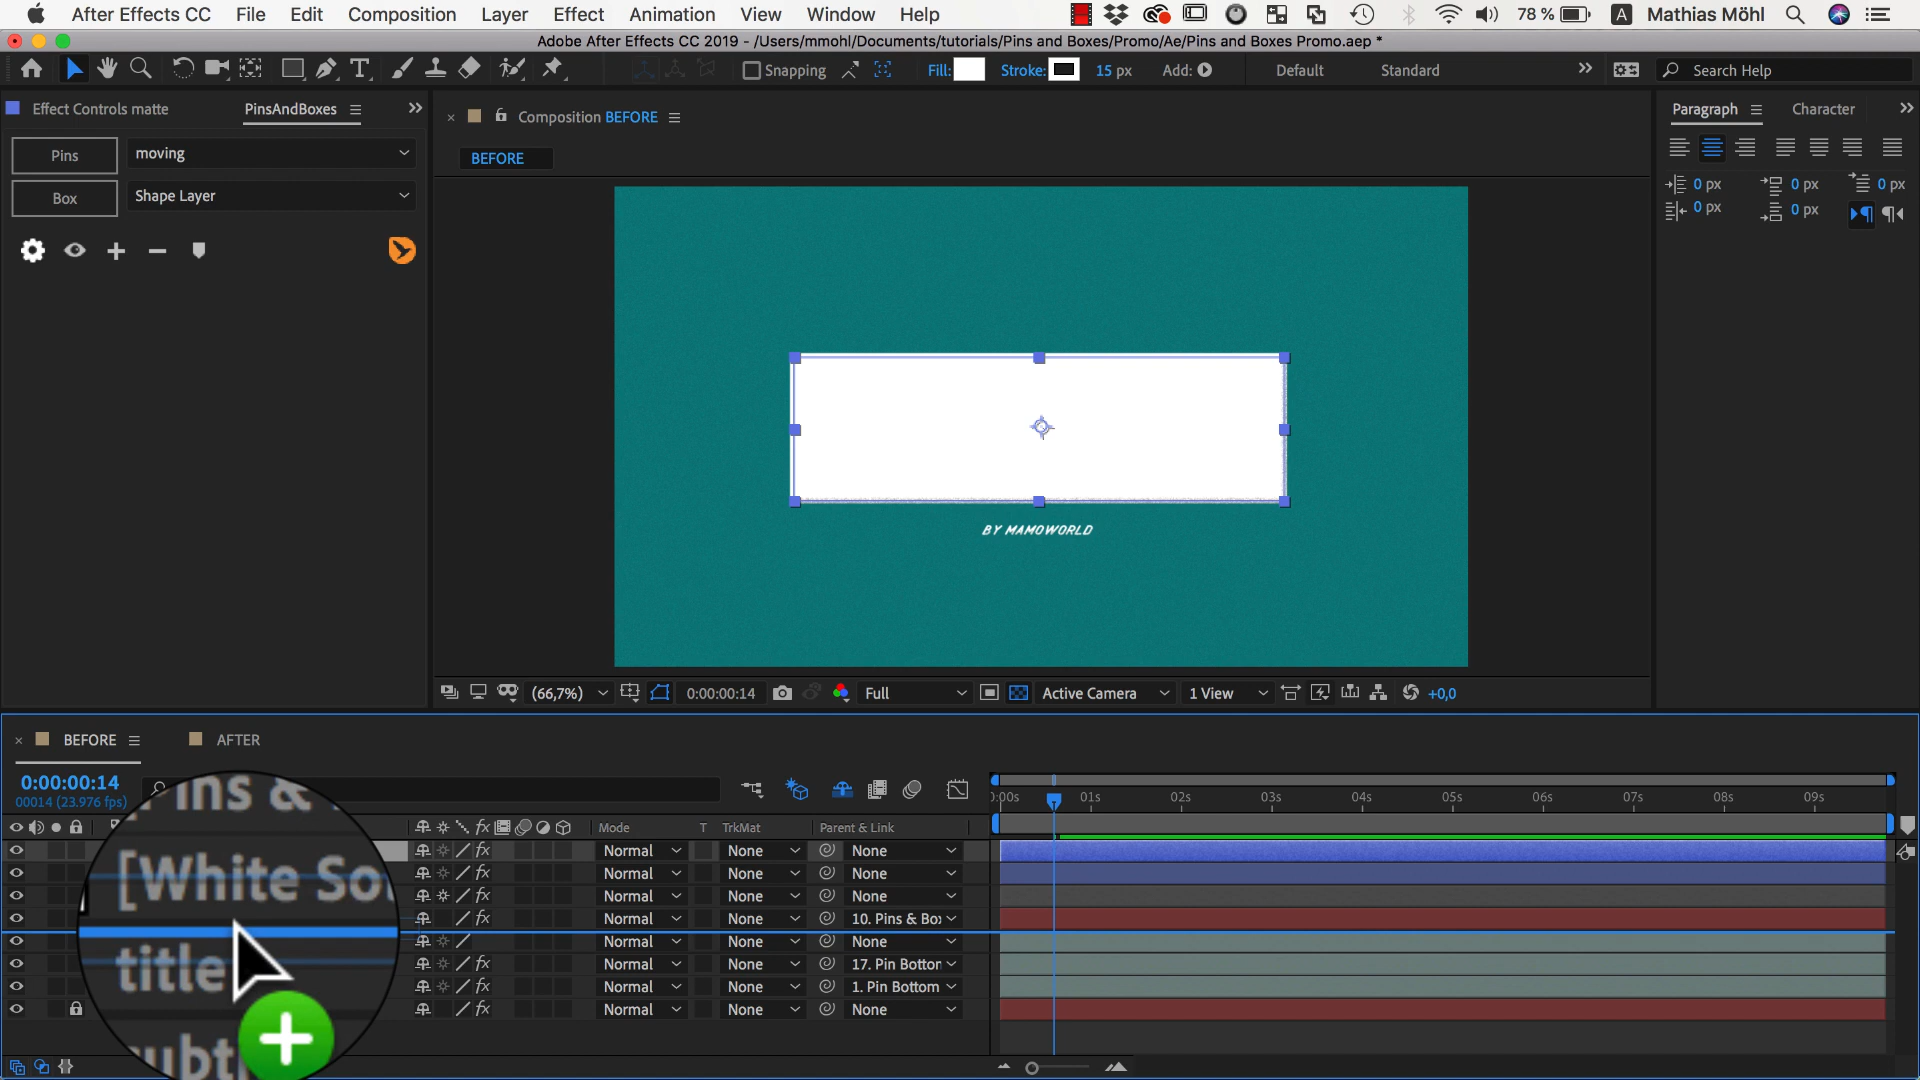 After Effects CC File Edit Composition Layer Effect Animation View Window Help 78 % A Mathias Möhl
Adobe After Effects CC 2019 - /Users/mmohl/Documents/tutorials/Pins and Boxes/Promo/Ae/Pins and Boxes Promo.aep *
Snapping Fill: Stroke: 15 px Add: Default Standard Search Help
Effect Controls matte PinsAndBoxes Composition BEFORE Paragraph Character
Pins moving BEFORE
Box Shape Layer 0 px 0 px 0 px
0 px 0 px
BY MAMOWORLD
(66,7%) 0:00:00:14 Full Active Camera 1 View +0,0
BEFORE AFTER
0:00:00:14
00014 (23.976 fps)
Pins &
0:00s 01s 02s 03s 04s 05s 06s 07s 08s 09s
Mode T TrkMat Parent & Link
Normal None None
[White So
Normal None None
Normal None None
Normal None 10. Pins & Box
title
Normal None None
Normal None 17. Pin Bottor
Normal None 1. Pin Bottom
Normal None None